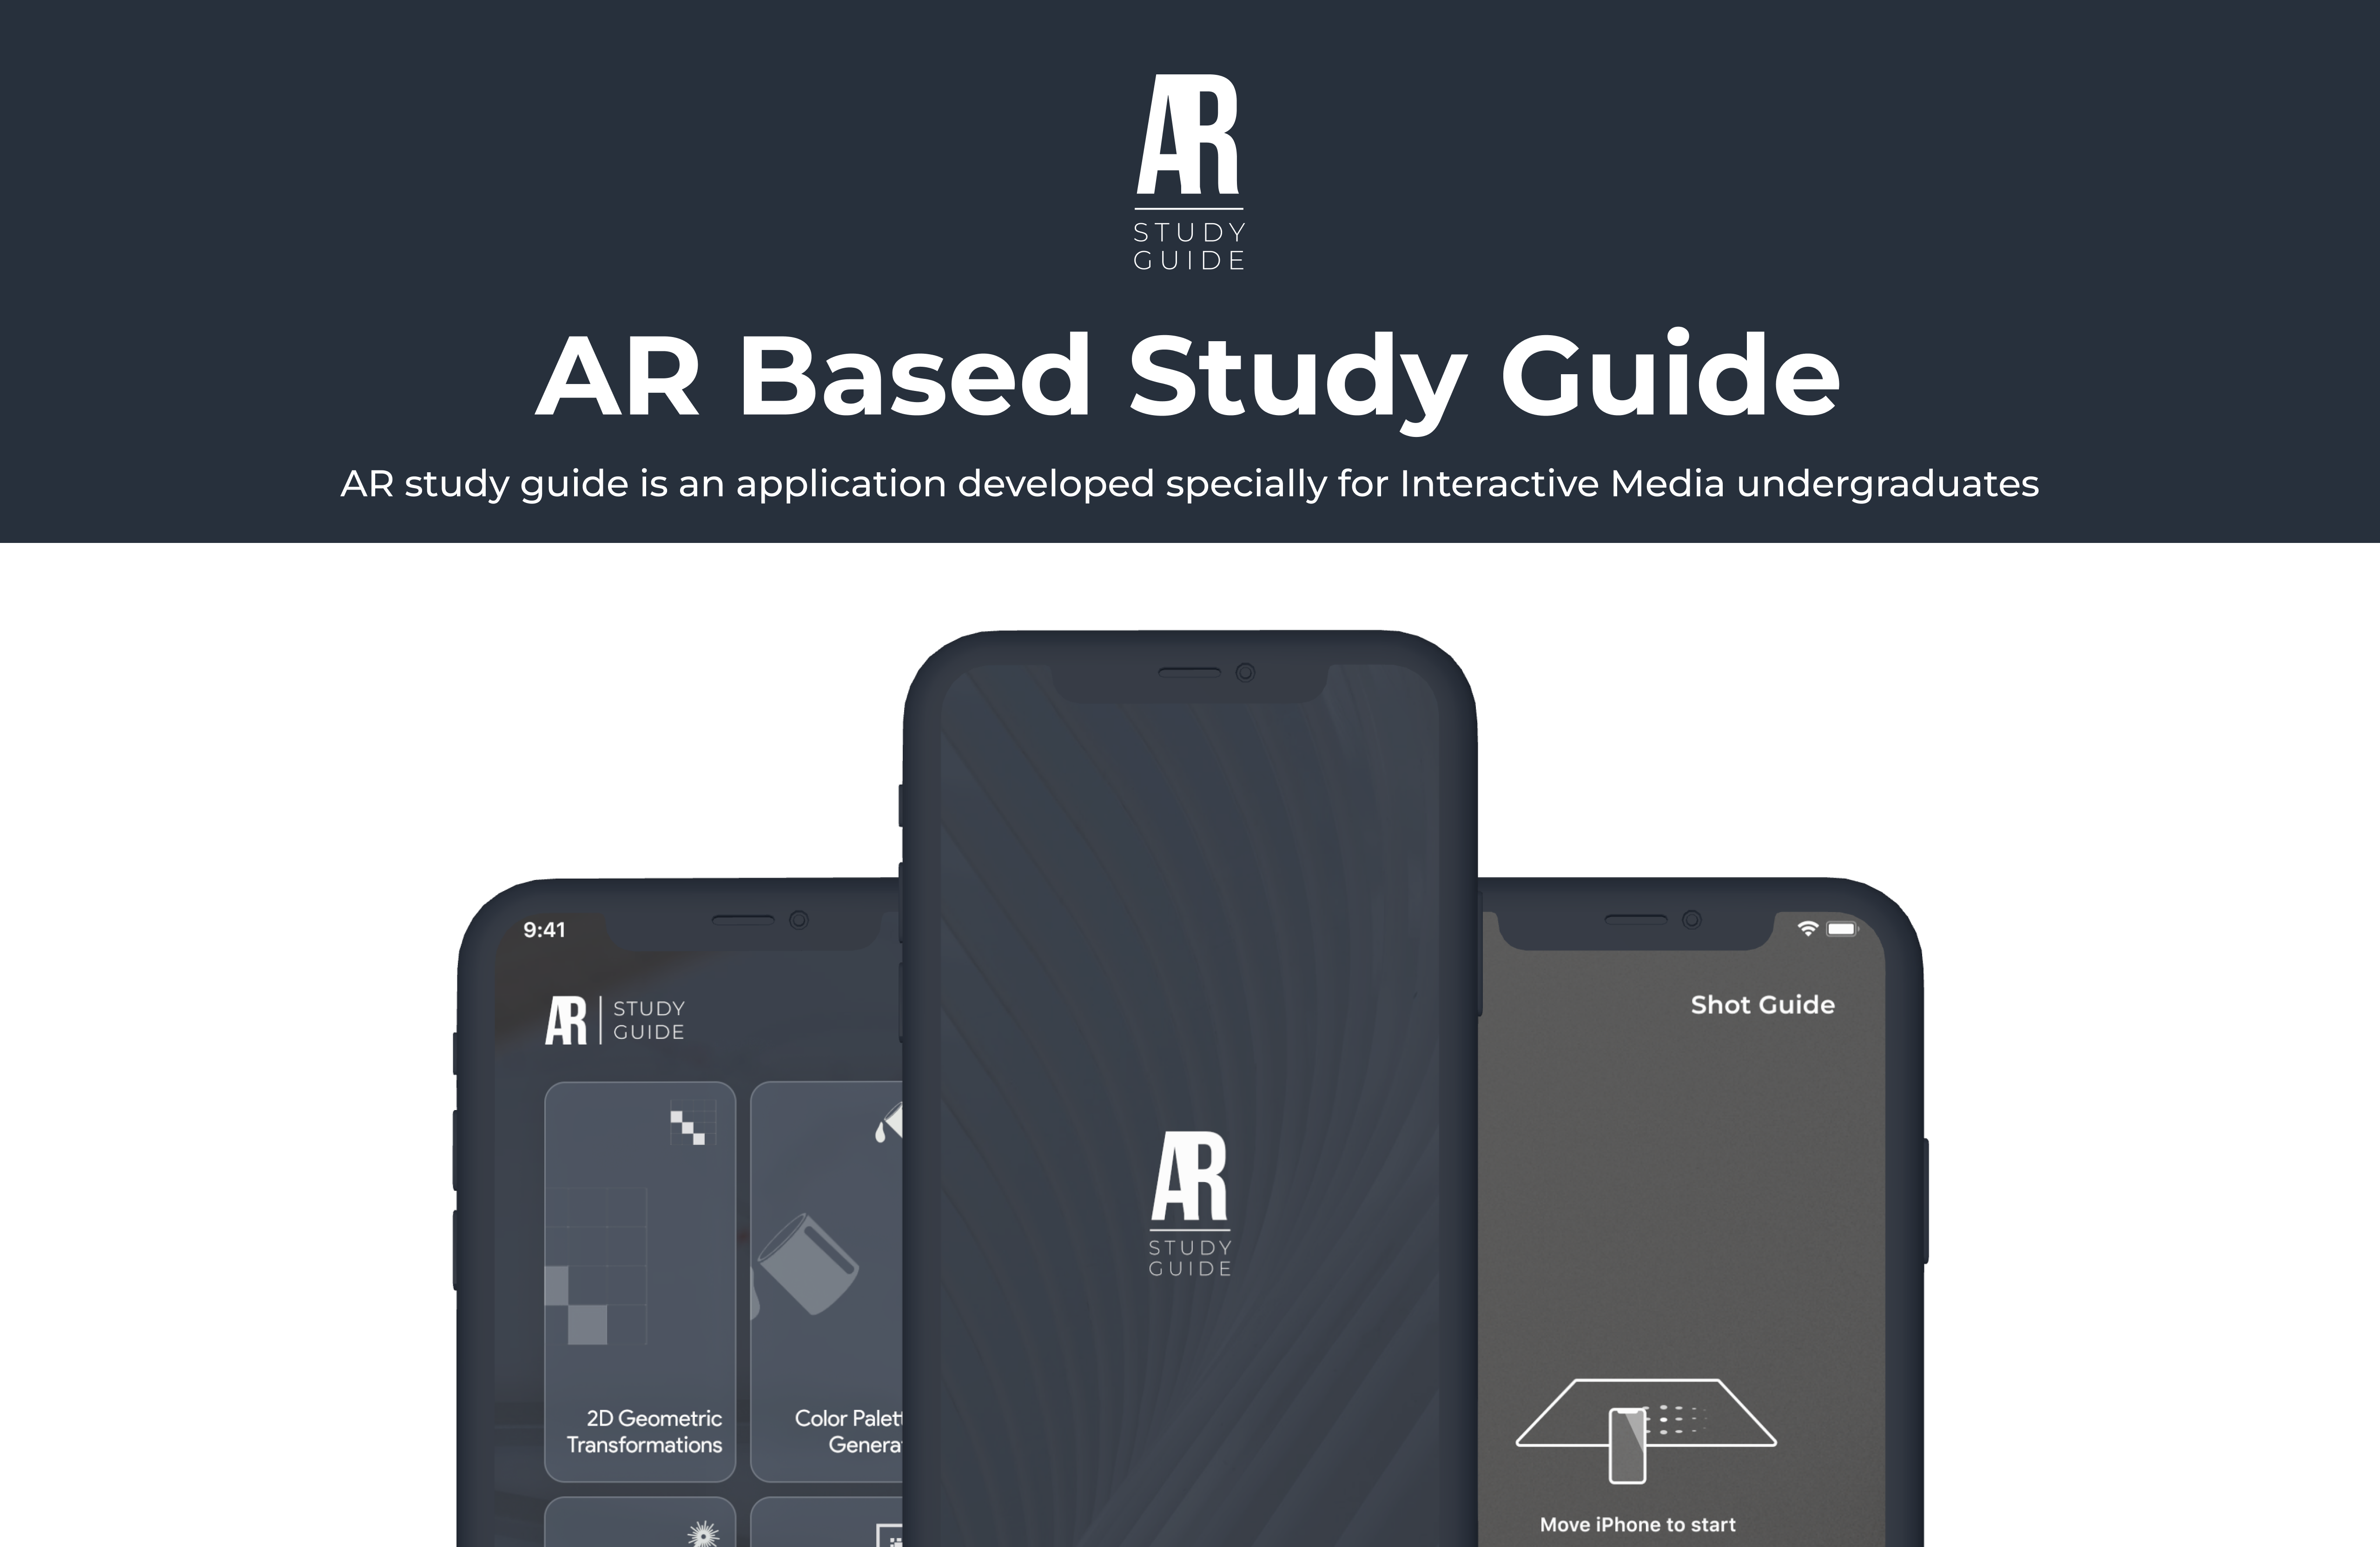 AR
STUDY
GUIDE
AR Based Study Guide
AR study guide is an application developed specially for Interactive Media undergraduates
9:41
AR STUDY
GUIDE
2D Geometric
Transformations
Color Palett
Genera
AR
STUDY
GUIDE
Shot Guide
Move iPhone to start